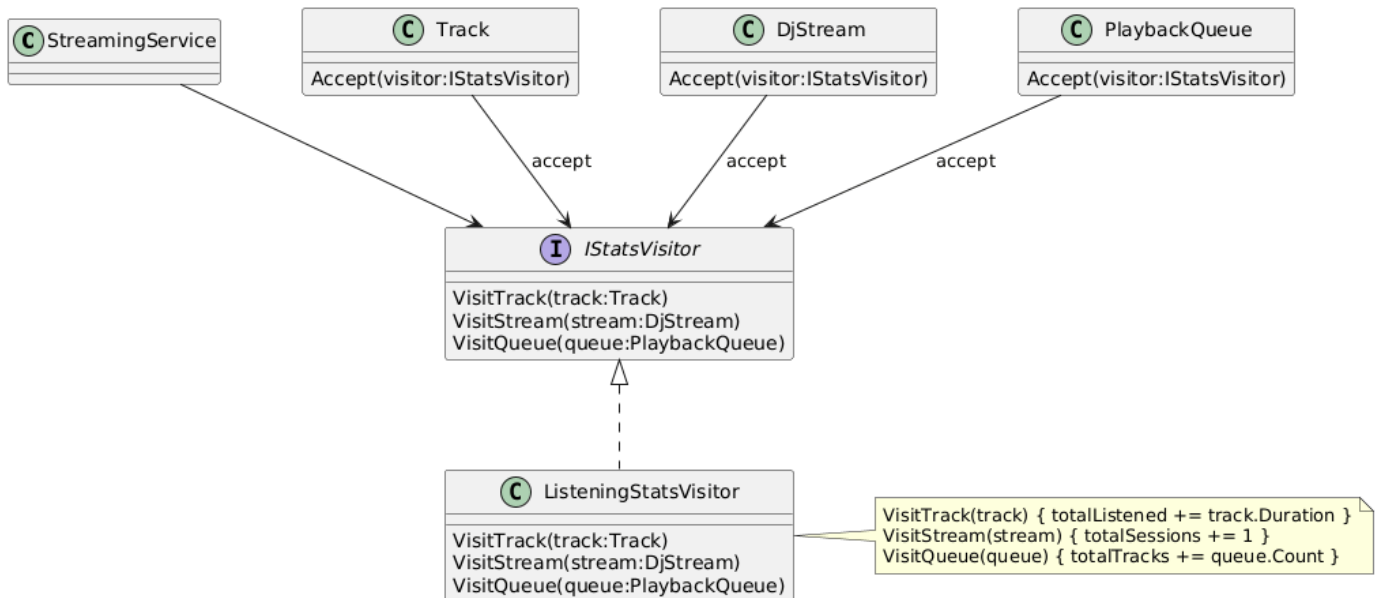 C StreamingService
C Track
Accept(visitor:IStatsVisitor)
C DjStream
Accept(visitor:IStatsVisitor)
C PlaybackQueue
Accept(visitor:IStatsVisitor)
accept
accept
accept
I IStatsVisitor
VisitTrack(track:Track)
VisitStream(stream:DjStream)
VisitQueue(queue:PlaybackQueue)
C ListeningStatsVisitor
VisitTrack(track:Track)
VisitStream(stream:DjStream)
VisitQueue(queue:PlaybackQueue)
VisitTrack(track) { totalListened += track.Duration }
VisitStream(stream) { totalSessions += 1 }
VisitQueue(queue) { totalTracks += queue.Count }